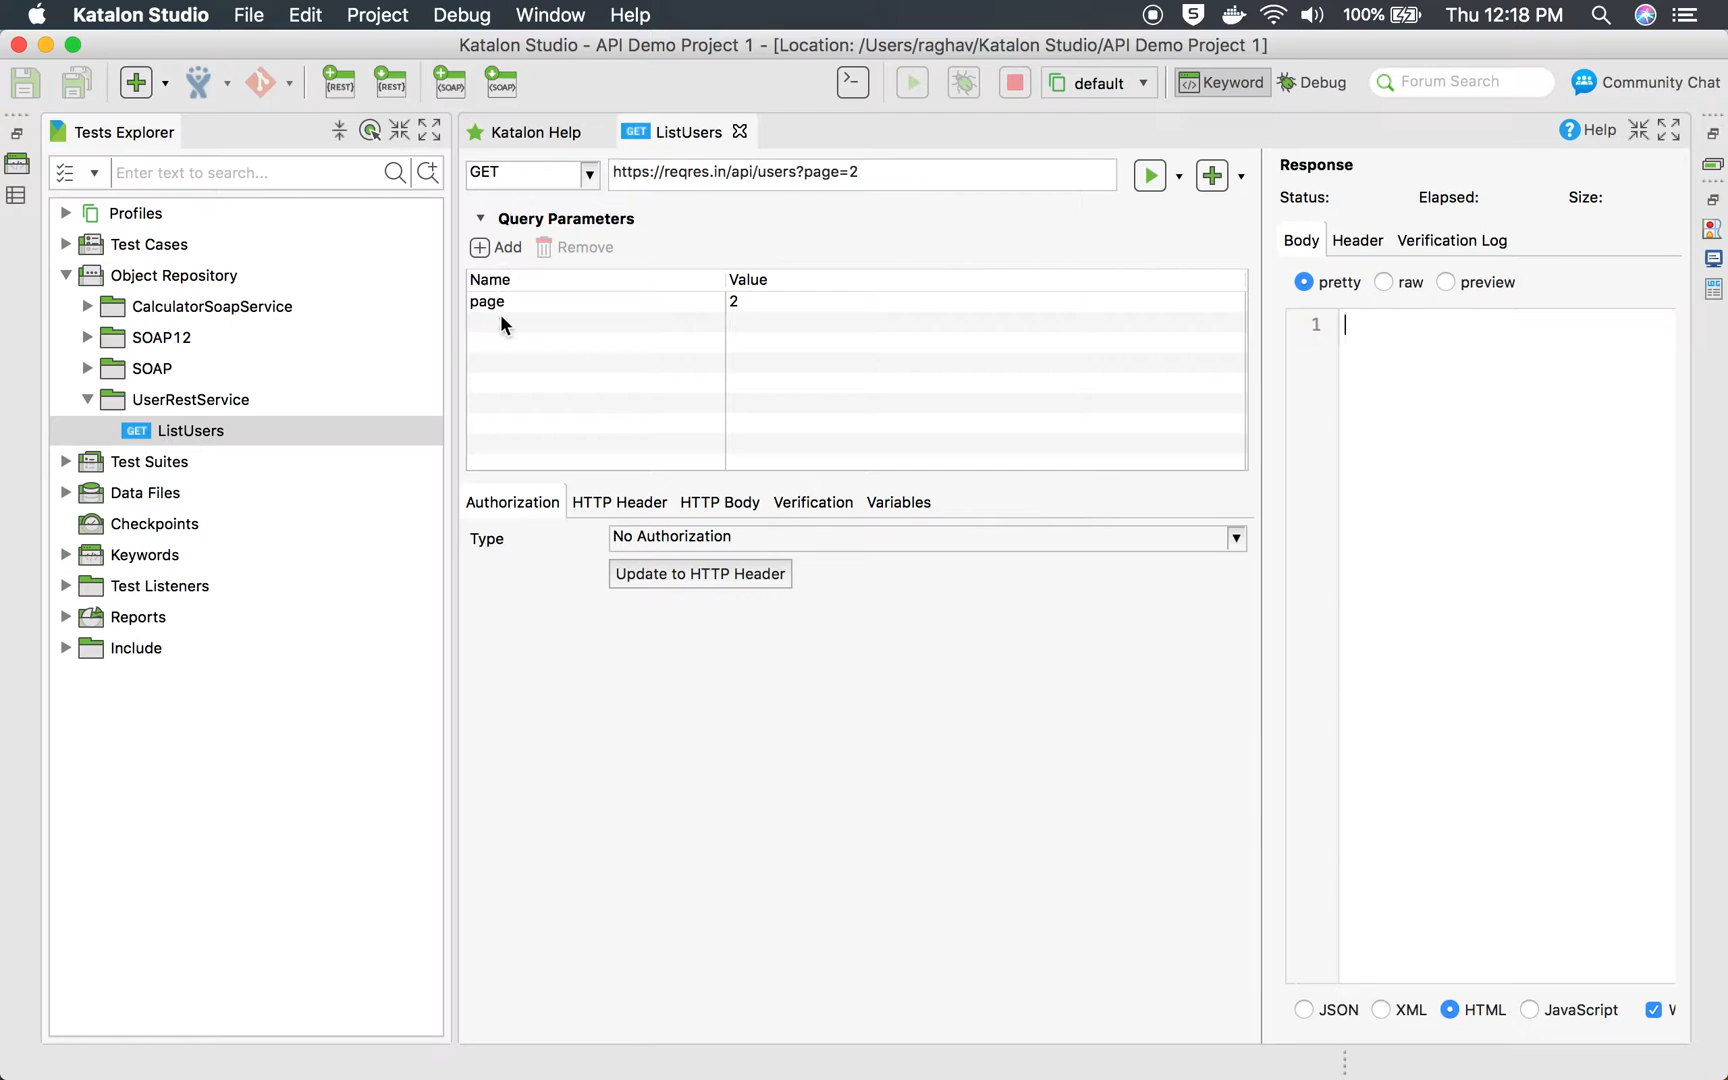 Katalon Studio File Edit Project Debug Window Help S 100% Thu 12:18 PM
Katalon Studio - API Demo Project 1 - [Location: /Users/raghav/Katalon Studio/API Demo Project 1]
{REST} {REST} {SOAP} {SOAP} >_ default Keyword Debug Forum Search Community Chat
Tests Explorer
Enter text to search...
Profiles
Test Cases
Object Repository
CalculatorSoapService
SOAP12
SOAP
UserRestService
GET ListUsers
Test Suites
Data Files
Checkpoints
Keywords
Test Listeners
Reports
Include
Katalon Help GET ListUsers Help
GET https://reqres.in/api/users?page=2
Query Parameters
Add Remove
Name Value
page 2
Authorization HTTP Header HTTP Body Verification Variables
Type No Authorization
Update to HTTP Header
Response
Status: Elapsed: Size:
Body Header Verification Log
pretty raw preview
1
JSON XML HTML JavaScript